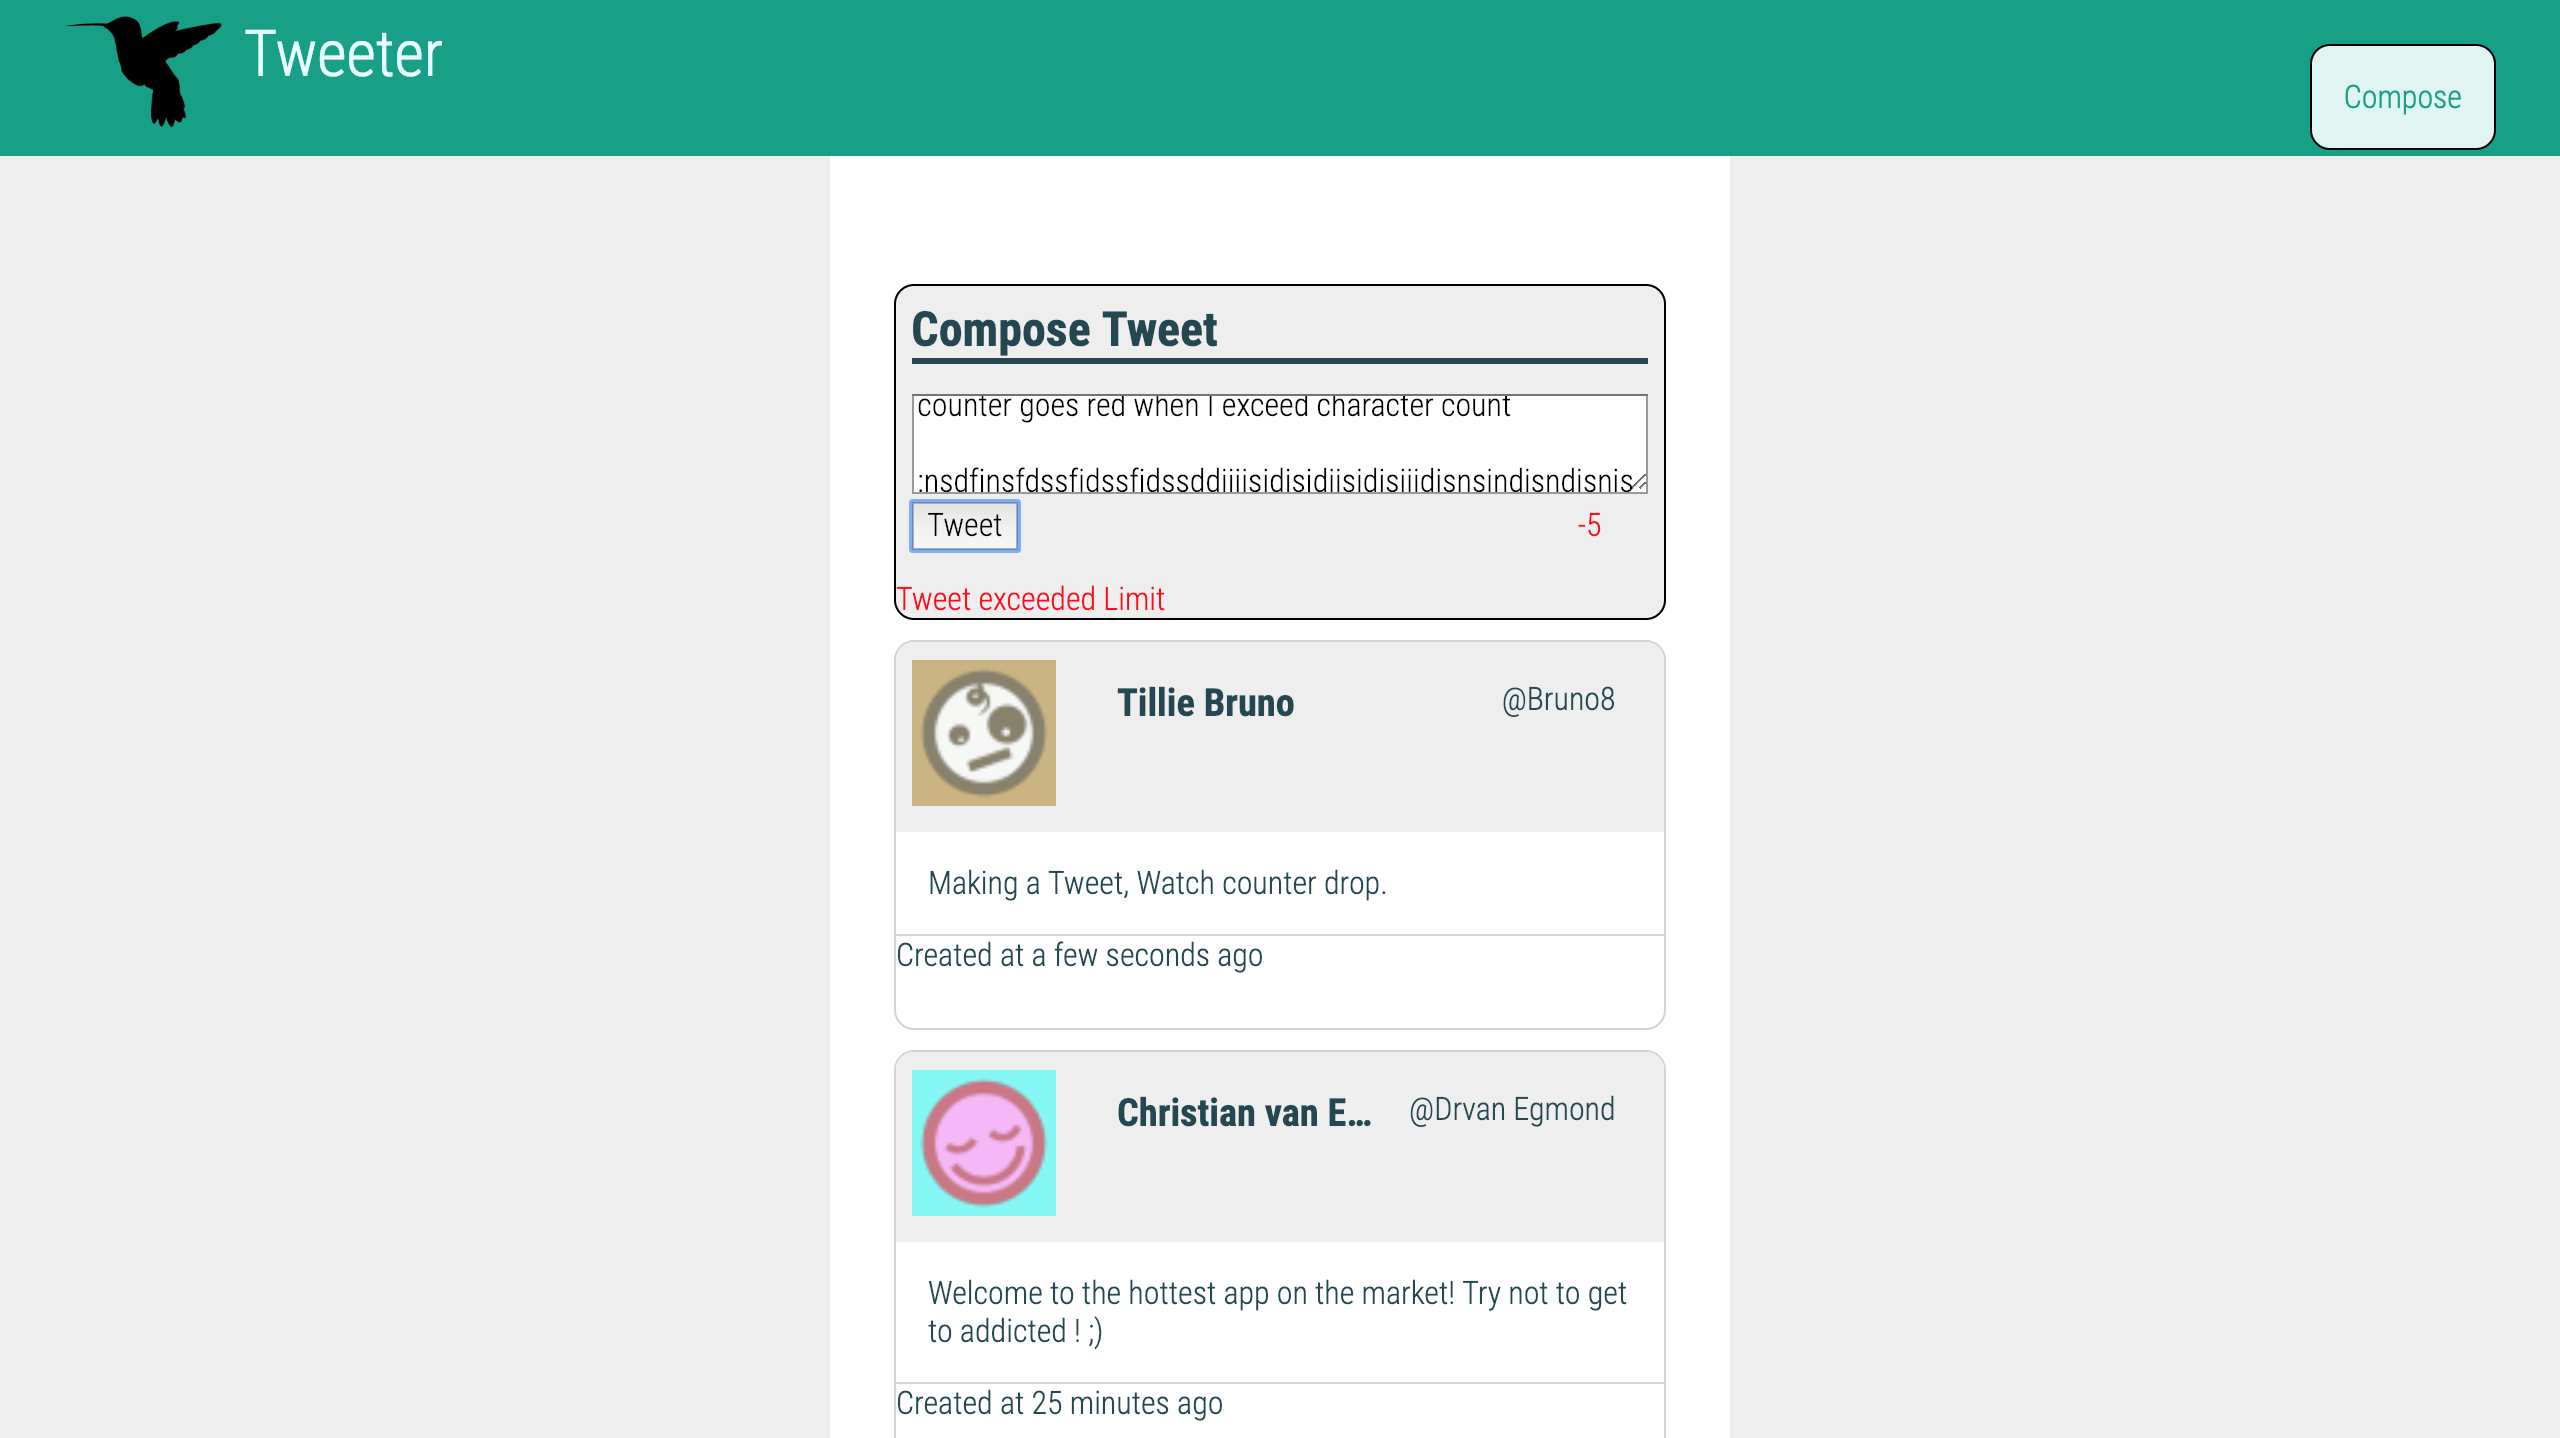 Tweeter
Compose
Compose Tweet
counter goes red when I exceed character count
:nsdfinsfdssfidssfidssddiiiisidisidiisidisiiidisnsindisndisnis
Tweet
-5
Tweet exceeded Limit
Tillie Bruno
@Bruno8
Making a Tweet, Watch counter drop.
Created at a few seconds ago
Christian van E...
@Drvan Egmond
Welcome to the hottest app on the market! Try not to get
to addicted ! ;)
Created at 25 minutes ago